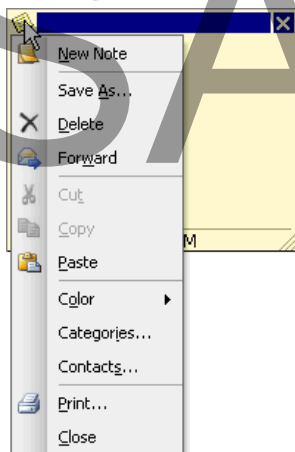 New Note
Save As...
Delete
Forward
Cut
Copy
Paste
M
Color
Categories...
Contacts...
Print...
Close